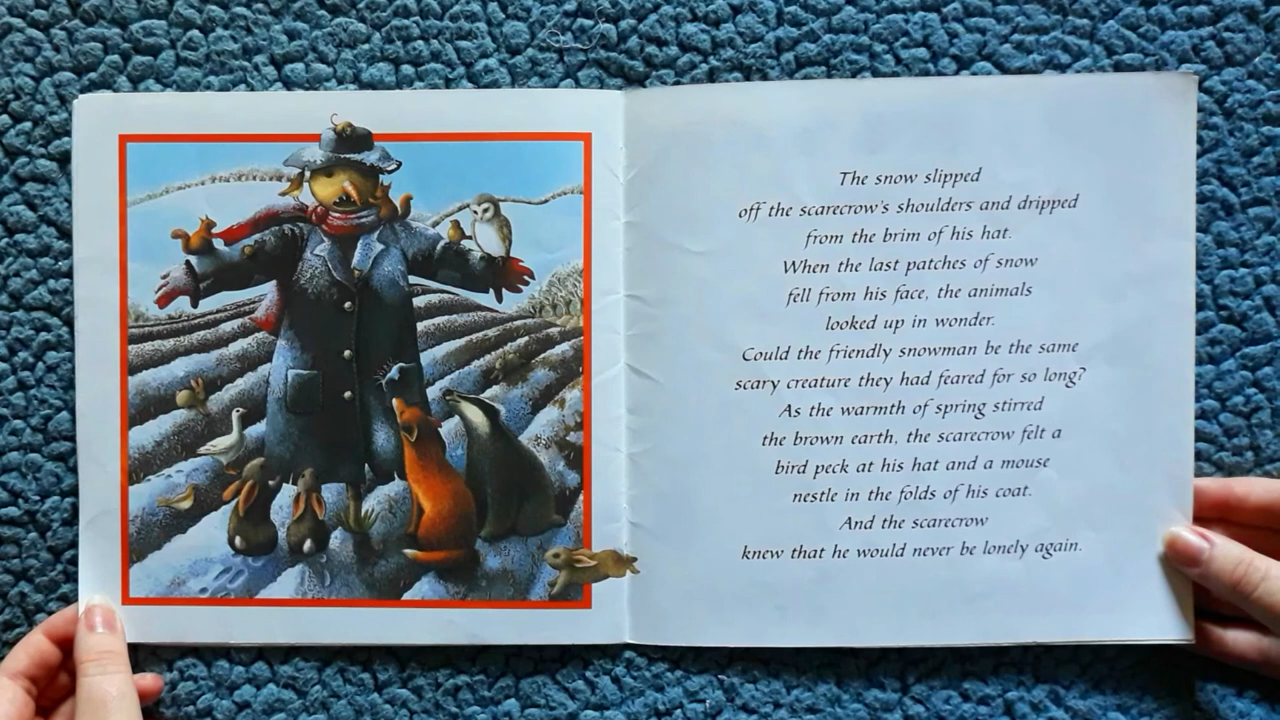 The snow slipped
off the scarecrow's shoulders and dripped
from the brim of his hat.
When the last patches of snow
fell from his face, the animals
looked up in wonder.
Could the friendly snowman be the same
scary creature they had feared for so long?
As the warmth of spring stirred
the brown earth, the scarecrow felt a
bird peck at his hat and a mouse
nestle in the folds of his coat.
And the scarecrow
knew that he would never be lonely again.